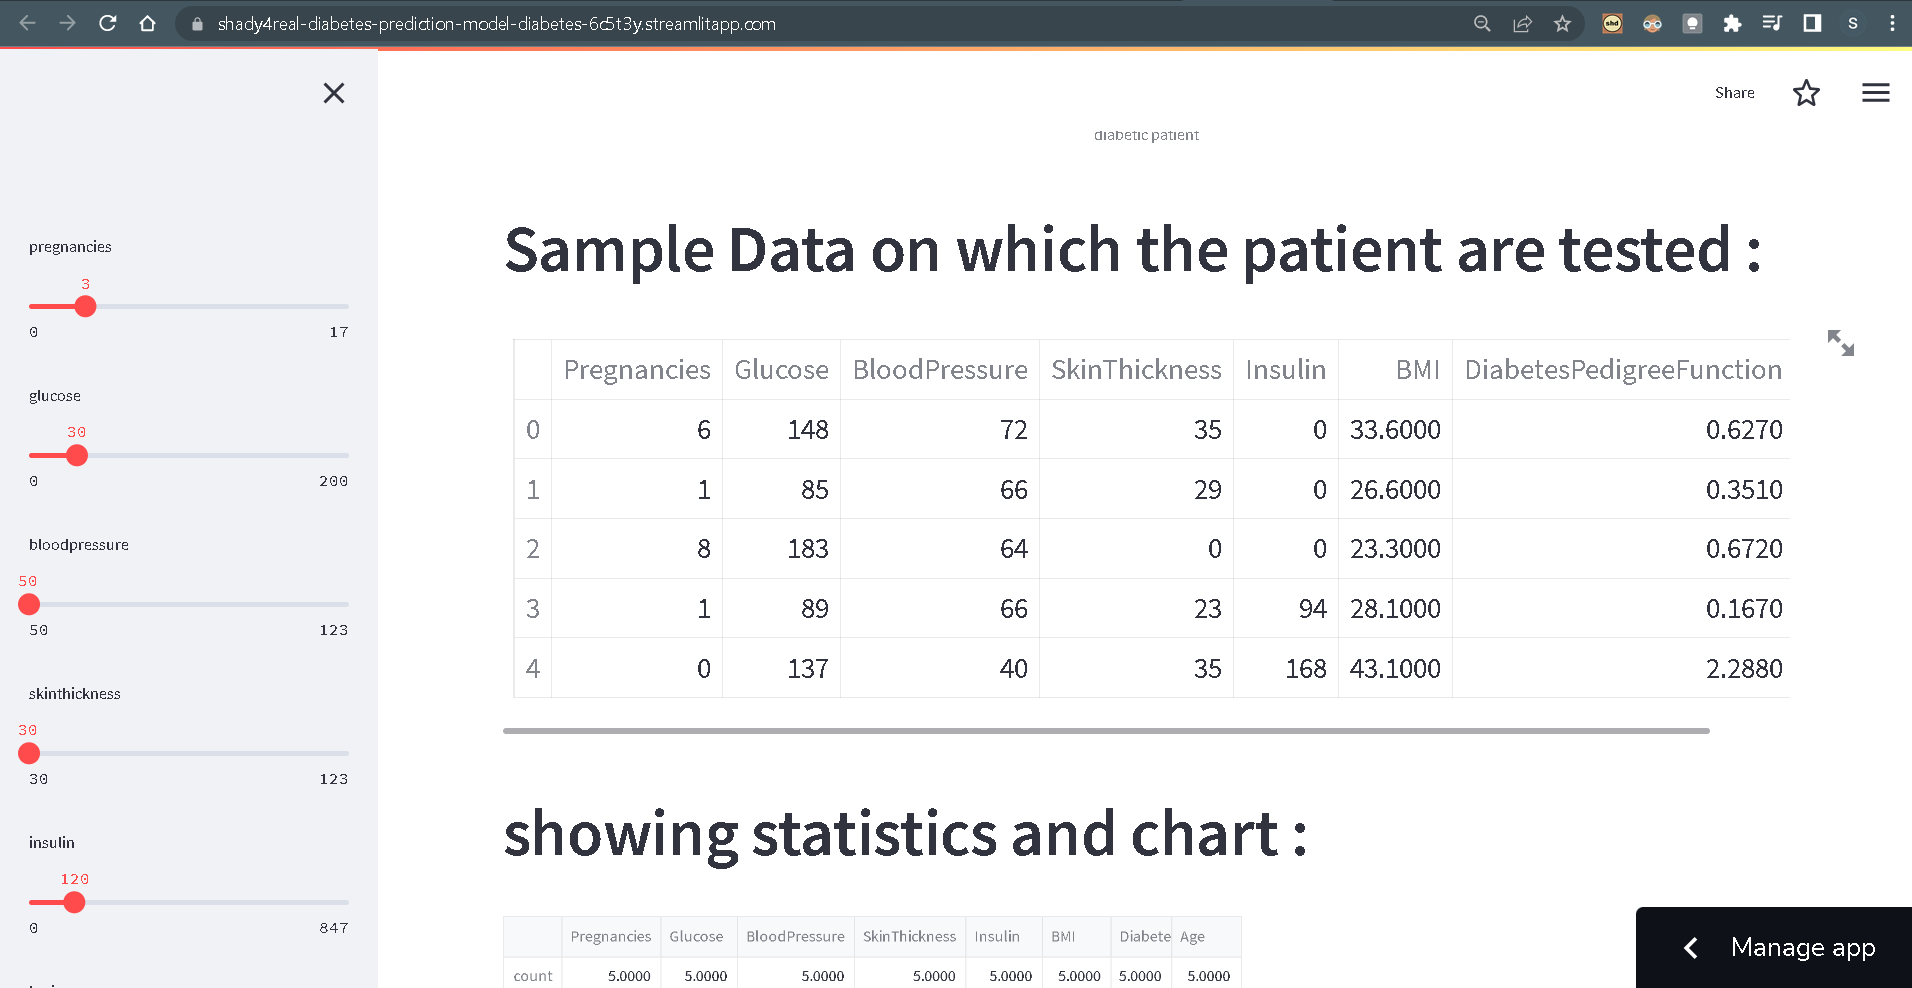 shady4real-diabetes-prediction-model-diabetes-6c5t3y.streamlitapp.com
shd
S
Share
diabetic patient
pregnancies
3
0 17
glucose
30
0 200
bloodpressure
50
50 123
skinthickness
30
30 123
insulin
120
0 847
Sample Data on which the patient are tested :
Pregnancies Glucose BloodPressure SkinThickness Insulin BMI DiabetesPedigreeFunction
0 6 148 72 35 0 33.6000 0.6270
1 1 85 66 29 0 26.6000 0.3510
2 8 183 64 0 0 23.3000 0.6720
3 1 89 66 23 94 28.1000 0.1670
4 0 137 40 35 168 43.1000 2.2880
showing statistics and chart :
Pregnancies Glucose BloodPressure SkinThickness Insulin BMI Diabete Age
count 5.0000 5.0000 5.0000 5.0000 5.0000 5.0000 5.0000 5.0000
Manage app